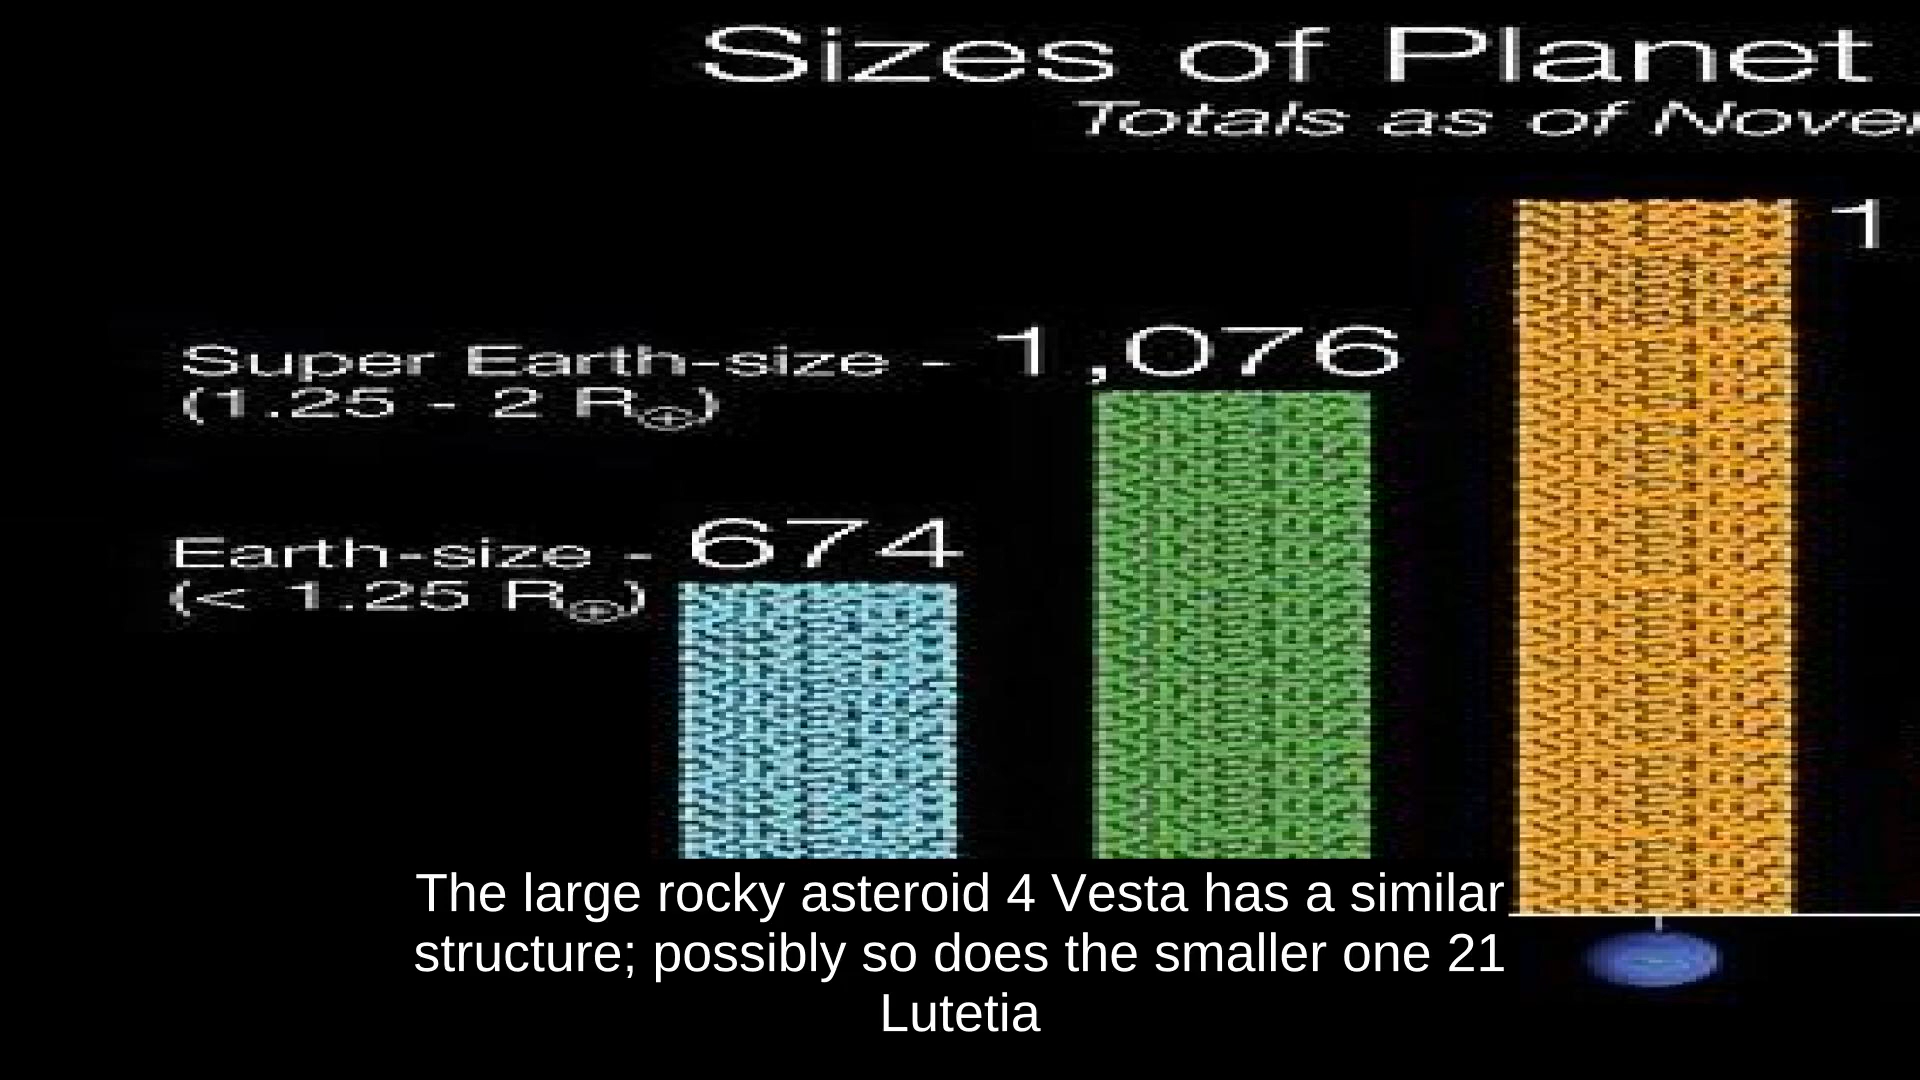 Sizes of Planet
Totals as of
1
Super Earth-size - 1,076
(1.25 - 2 R⊕)
Earth-size - 674
(< 1.25 R⊕)
The large rocky asteroid 4 Vesta has a similar
structure; possibly so does the smaller one 21
Lutetia